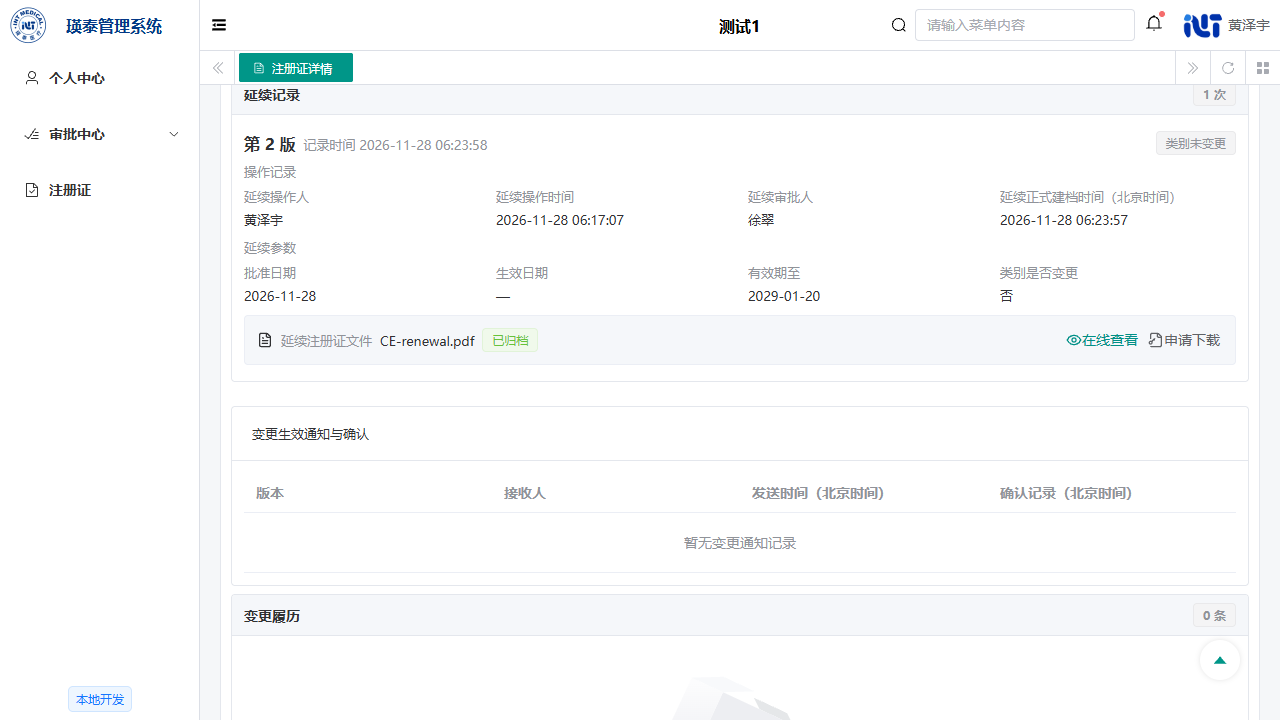 INT MEDICAL
瑛泰管理系统
测试1
请输入菜单内容
黄泽宇
个人中心
审批中心
注册证
本地开发
注册证详情
延续记录
1 次
第 2 版 记录时间 2026-11-28 06:23:58
类别未变更
操作记录
延续操作人 延续操作时间 延续审批人 延续正式建档时间（北京时间）
黄泽宇 2026-11-28 06:17:07 徐翠 2026-11-28 06:23:57
延续参数
批准日期 生效日期 有效期至 类别是否变更
2026-11-28 — 2029-01-20 否
延续注册证文件 CE-renewal.pdf 已归档 在线查看 申请下载
变更生效通知与确认
版本 接收人 发送时间（北京时间） 确认记录（北京时间）
暂无变更通知记录
变更履历
0 条